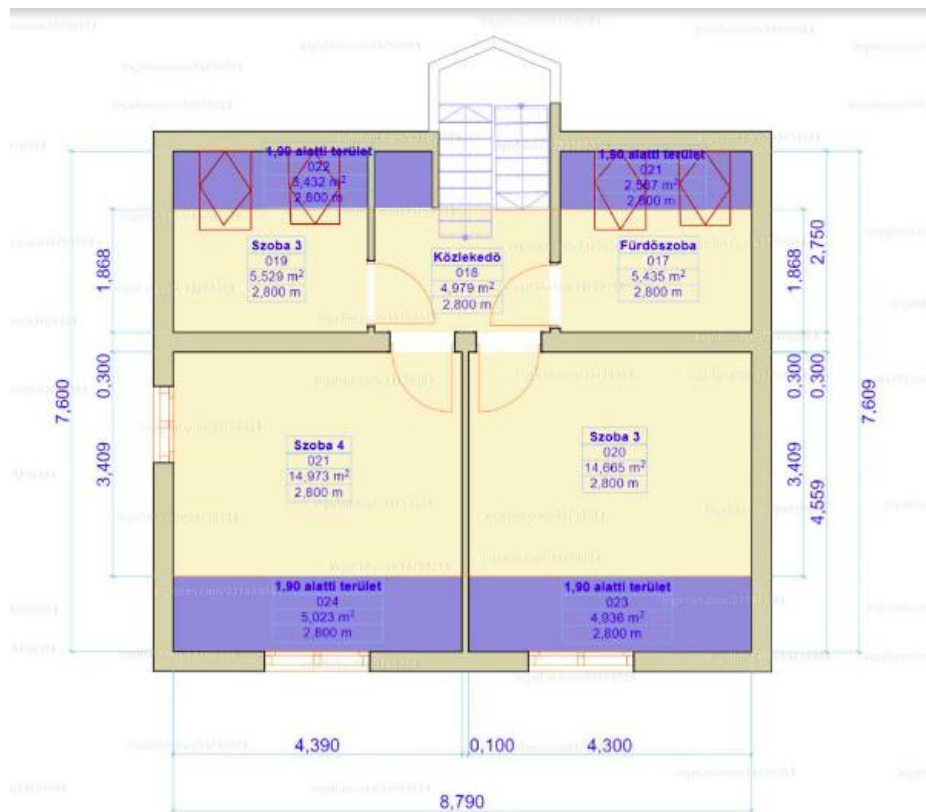 1,90 alatti terület
022
3,432 m²
2,800 m
1,90 alatti terület
021
2,567 m²
2,800 m
Szoba 3
019
5,529 m²
2,800 m
Közlekedő
018
4,979 m²
2,800 m
Fürdőszoba
017
5,435 m²
2,800 m
1,868
1,868
2,750
7,600
0,300
0,300
0,300
7,609
3,409
3,409
4,559
Szoba 4
021
14,973 m²
2,800 m
Szoba 3
020
14,665 m²
2,800 m
1,90 alatti terület
024
5,023 m²
2,800 m
1,90 alatti terület
023
4,936 m²
2,800 m
4,390
0,100
4,300
8,790